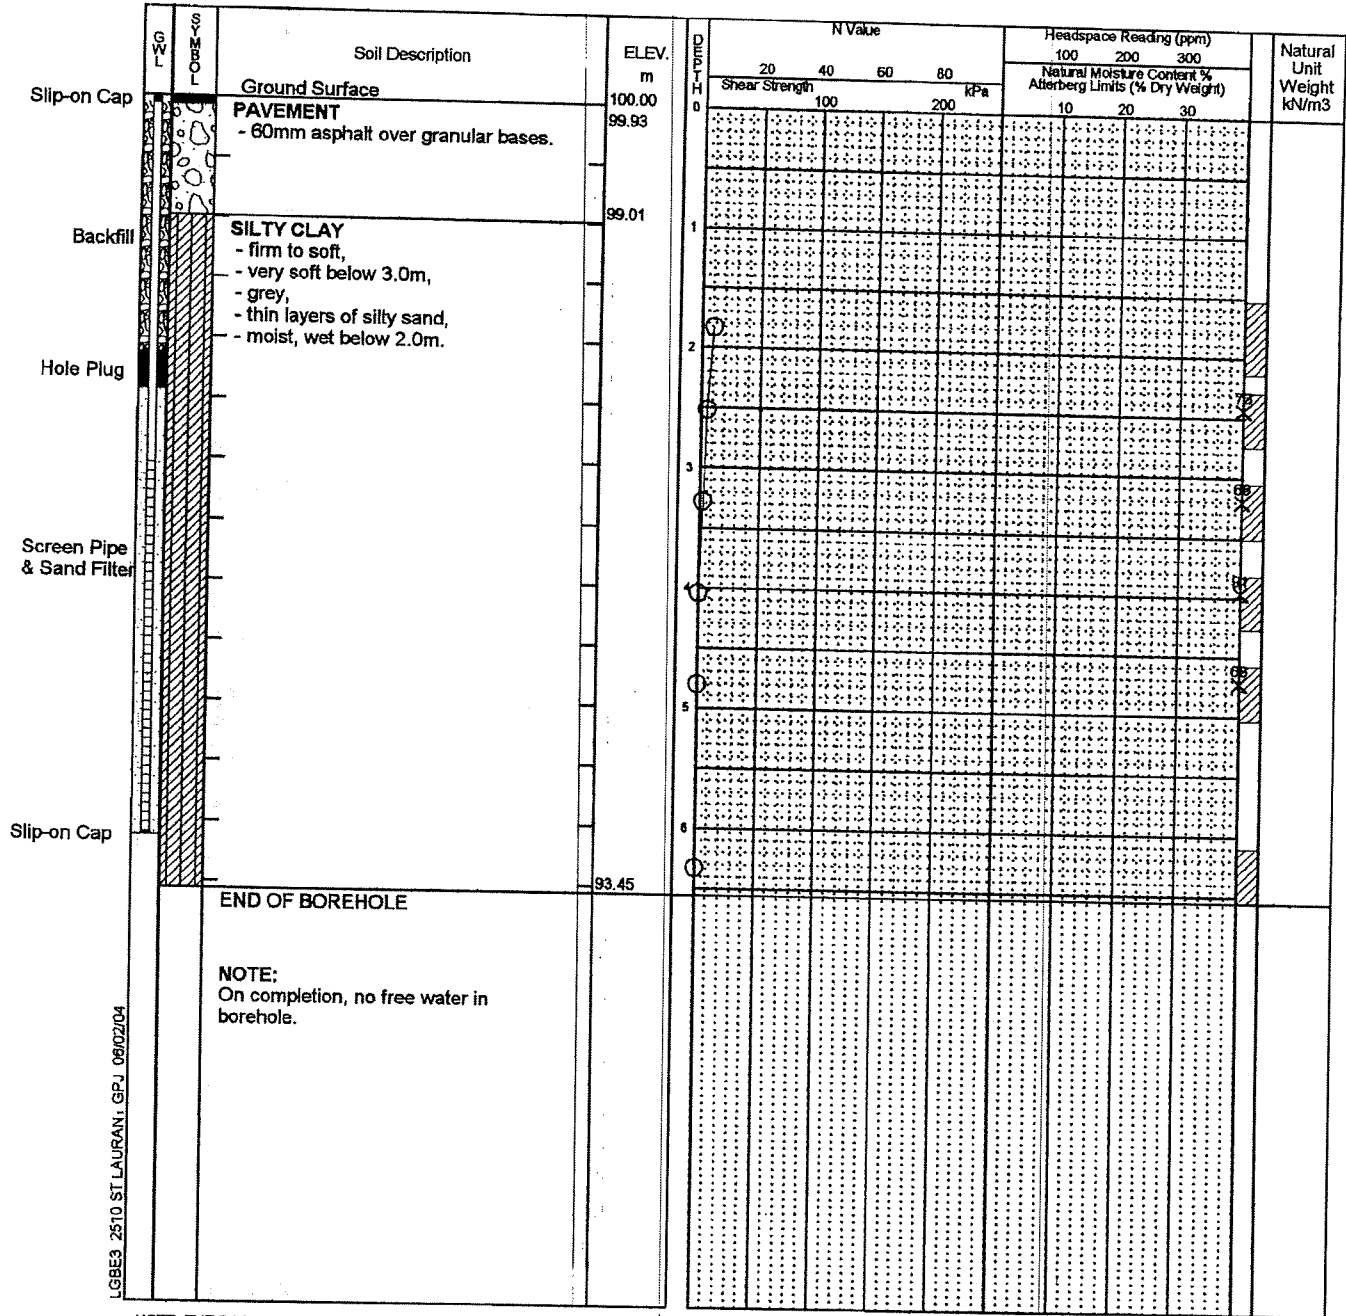 GWL
SYMBOL
Soil Description
ELEV.
m
DEPTH
N Value
20 40 60 80
Shear Strength kPa
100 200
Headspace Reading (ppm)
100 200 300
Natural Moisture Content %
Atterberg Limits (% Dry Weight)
10 20 30
Natural
Unit
Weight
kN/m3
Slip-on Cap
Ground Surface
100.00
0
PAVEMENT
99.93
- 60mm asphalt over granular bases.
99.01
1
SILTY CLAY
Backfill
- firm to soft,
- very soft below 3.0m,
- grey,
- thin layers of silty sand,
- moist, wet below 2.0m.
2
Hole Plug
3
Screen Pipe
& Sand Filter
4
5
6
Slip-on Cap
93.45
END OF BOREHOLE
NOTE:
On completion, no free water in
borehole.
LGBE3 2510 ST LAURAN, GPJ 06/02/04